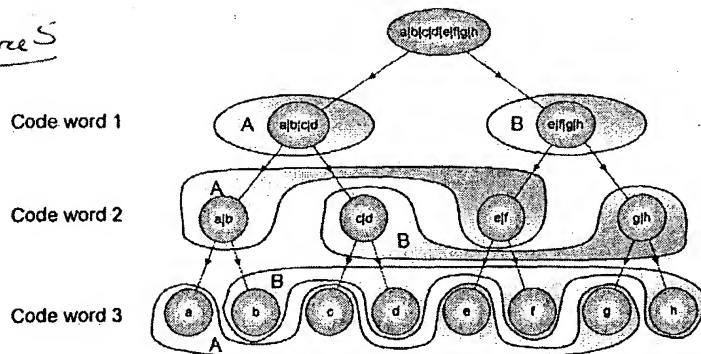 a|b|c|d|e|f|g|h
Code word 1
A
a|b|c|d
B
e|f|g|h
Code word 2
A
a|b
c|d
B
e|f
g|h
Code word 3
a
B
b
c
d
e
f
g
h
A